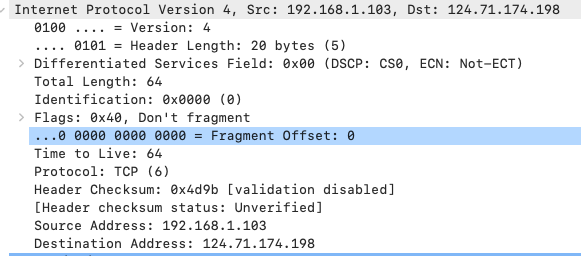 Internet Protocol Version 4, Src: 192.168.1.103, Dst: 124.71.174.198
0100 .... = Version: 4
.... 0101 = Header Length: 20 bytes (5)
Differentiated Services Field: 0x00 (DSCP: CS0, ECN: Not-ECT)
Total Length: 64
Identification: 0x0000 (0)
Flags: 0x40, Don't fragment
...0 0000 0000 0000 = Fragment Offset: 0
Time to Live: 64
Protocol: TCP (6)
Header Checksum: 0x4d9b [validation disabled]
[Header checksum status: Unverified]
Source Address: 192.168.1.103
Destination Address: 124.71.174.198